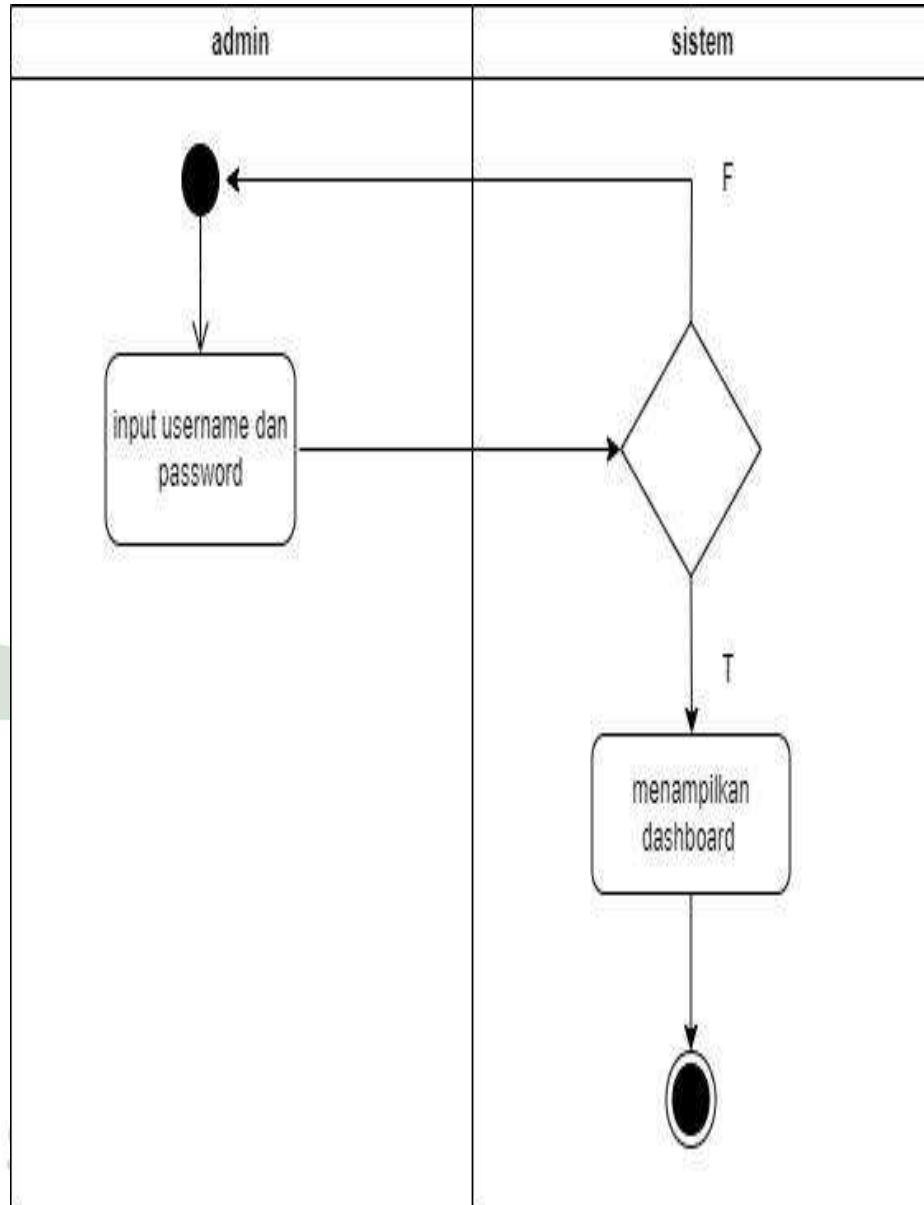 admin
sistem
F
input username dan
password
T
menampilkan
dashboard